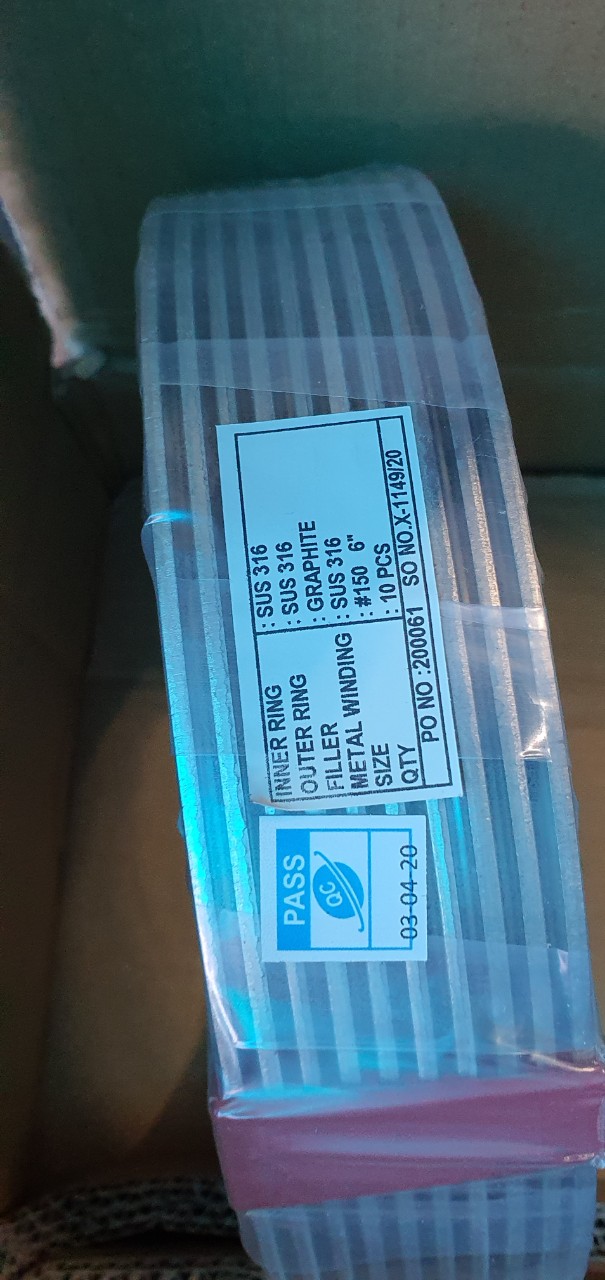 INNER RING : SUS 316
OUTER RING : SUS 316
FILLER : GRAPHITE
METAL WINDING : SUS 316
SIZE : #150 6"
QTY : 10 PCS
PO NO :200061 SO NO.X-1149/20
PASS
QC
03-04-20